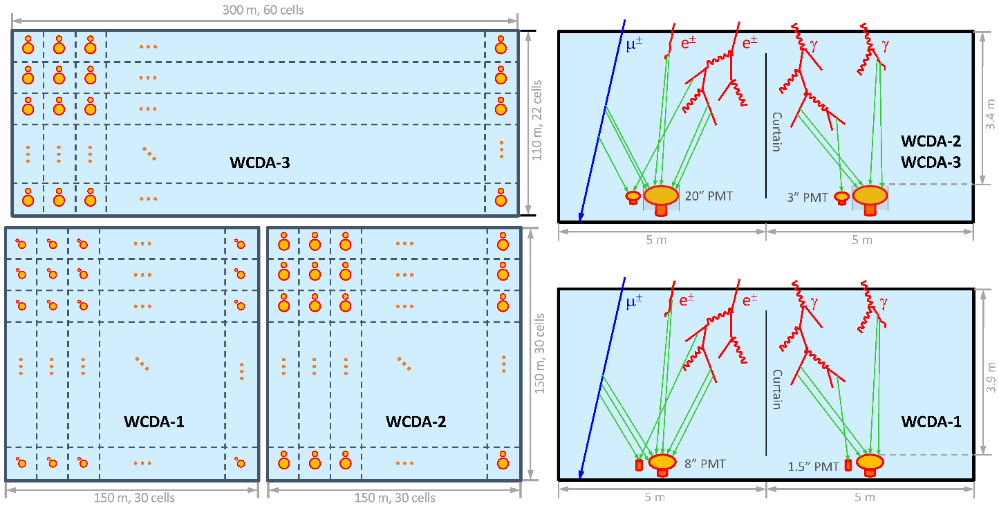 300 m, 60 cells
WCDA-3
110 m, 22 cells
WCDA-1
150 m, 30 cells
WCDA-2
150 m, 30 cells
150 m, 30 cells
μ±
e±
e±
γ
γ
Curtain
WCDA-2
WCDA-3
20” PMT
3” PMT
3.4 m
5 m
5 m
μ±
e±
e±
γ
γ
Curtain
WCDA-1
8” PMT
1.5” PMT
3.9 m
5 m
5 m